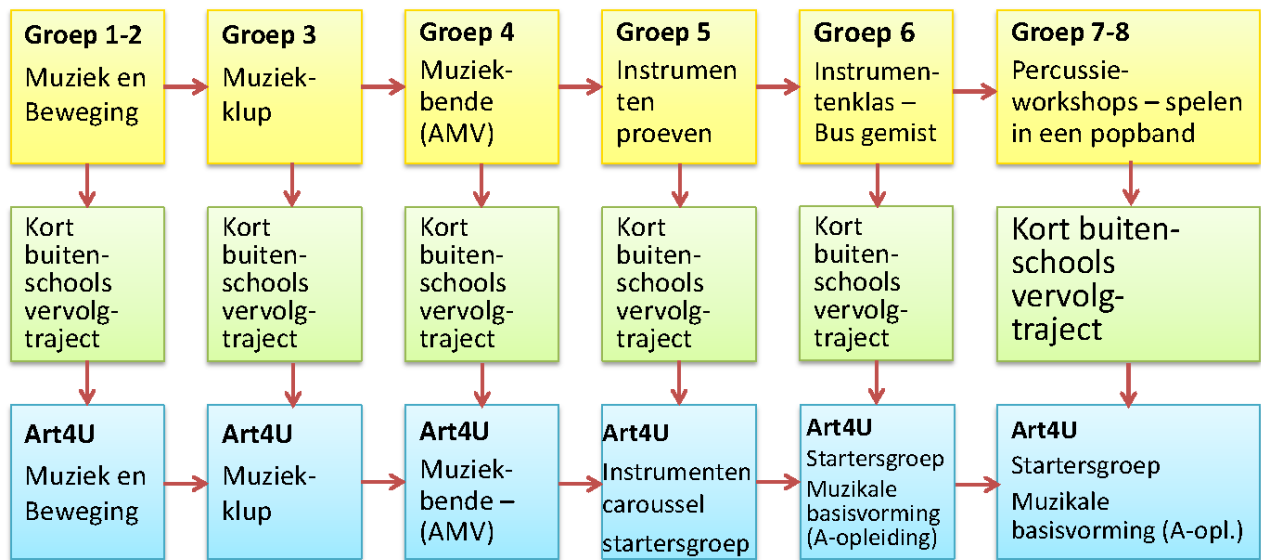 Groep 1-2
Muziek en
Beweging
Groep 3
Muziek-
klup
Groep 4
Muziek-
bende
(AMV)
Groep 5
Instrumen
ten
proeven
Groep 6
Instrumen-
tenklas –
Bus gemist
Groep 7-8
Percussie-
workshops – spelen
in een popband
Kort
buiten-
schools
vervolg-
traject
Kort
buiten-
schools
vervolg-
traject
Kort
buiten-
schools
vervolg-
traject
Kort
buiten-
schools
vervolg-
traject
Kort
buiten-
schools
vervolg-
traject
Kort buiten-
schools
vervolg-
traject
Art4U
Muziek en
Beweging
Art4U
Muziek-
klup
Art4U
Muziek-
bende –
(AMV)
Art4U
Instrumenten
caroussel
startersgroep
Art4U
Startersgroep
Muzikale
basisvorming
(A-opleiding)
Art4U
Startersgroep
Muzikale
basisvorming (A-opl.)